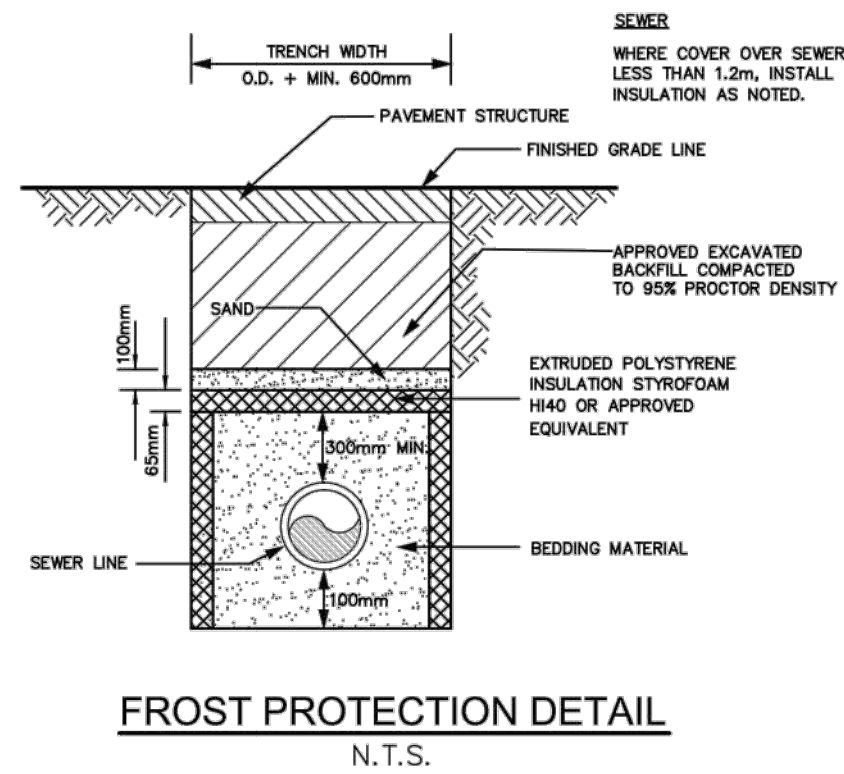 SEWER
WHERE COVER OVER SEWER
LESS THAN 1.2m, INSTALL
INSULATION AS NOTED.
TRENCH WIDTH
O.D. + MIN. 600mm
PAVEMENT STRUCTURE
FINISHED GRADE LINE
APPROVED EXCAVATED
BACKFILL COMPACTED
TO 95% PROCTOR DENSITY
SAND
100mm
EXTRUDED POLYSTYRENE
INSULATION STYROFOAM
HI40 OR APPROVED
EQUIVALENT
65mm
300mm MIN.
SEWER LINE
BEDDING MATERIAL
100mm
FROST PROTECTION DETAIL
N.T.S.